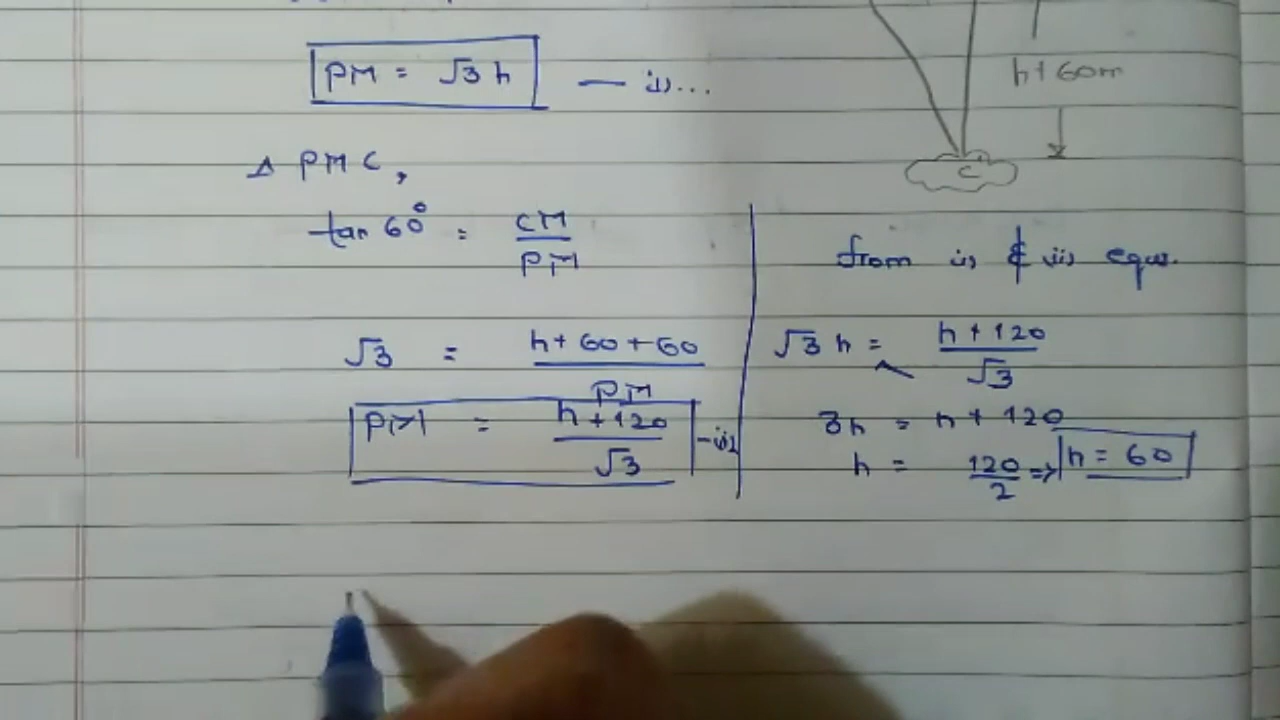 PM = √3 h — i)...
h+60m
C
Δ PMC,
tan 60° = CM / PM
√3 = h+60+60 / PM
PM = h+120 / √3 — ii)
from i) & ii) equ.
√3 h = h+120 / √3
3h = h+120
h = 120/2 => h = 60